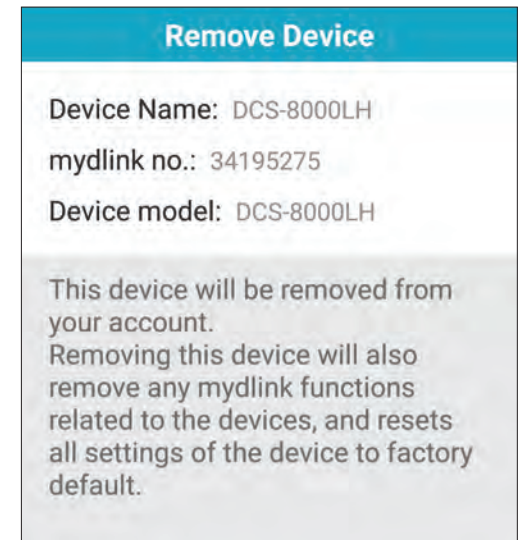 Remove Device
Device Name: DCS-8000LH
mydlink no.: 34195275
Device model: DCS-8000LH
This device will be removed from
your account.
Removing this device will also
remove any mydlink functions
related to the devices, and resets
all settings of the device to factory
default.